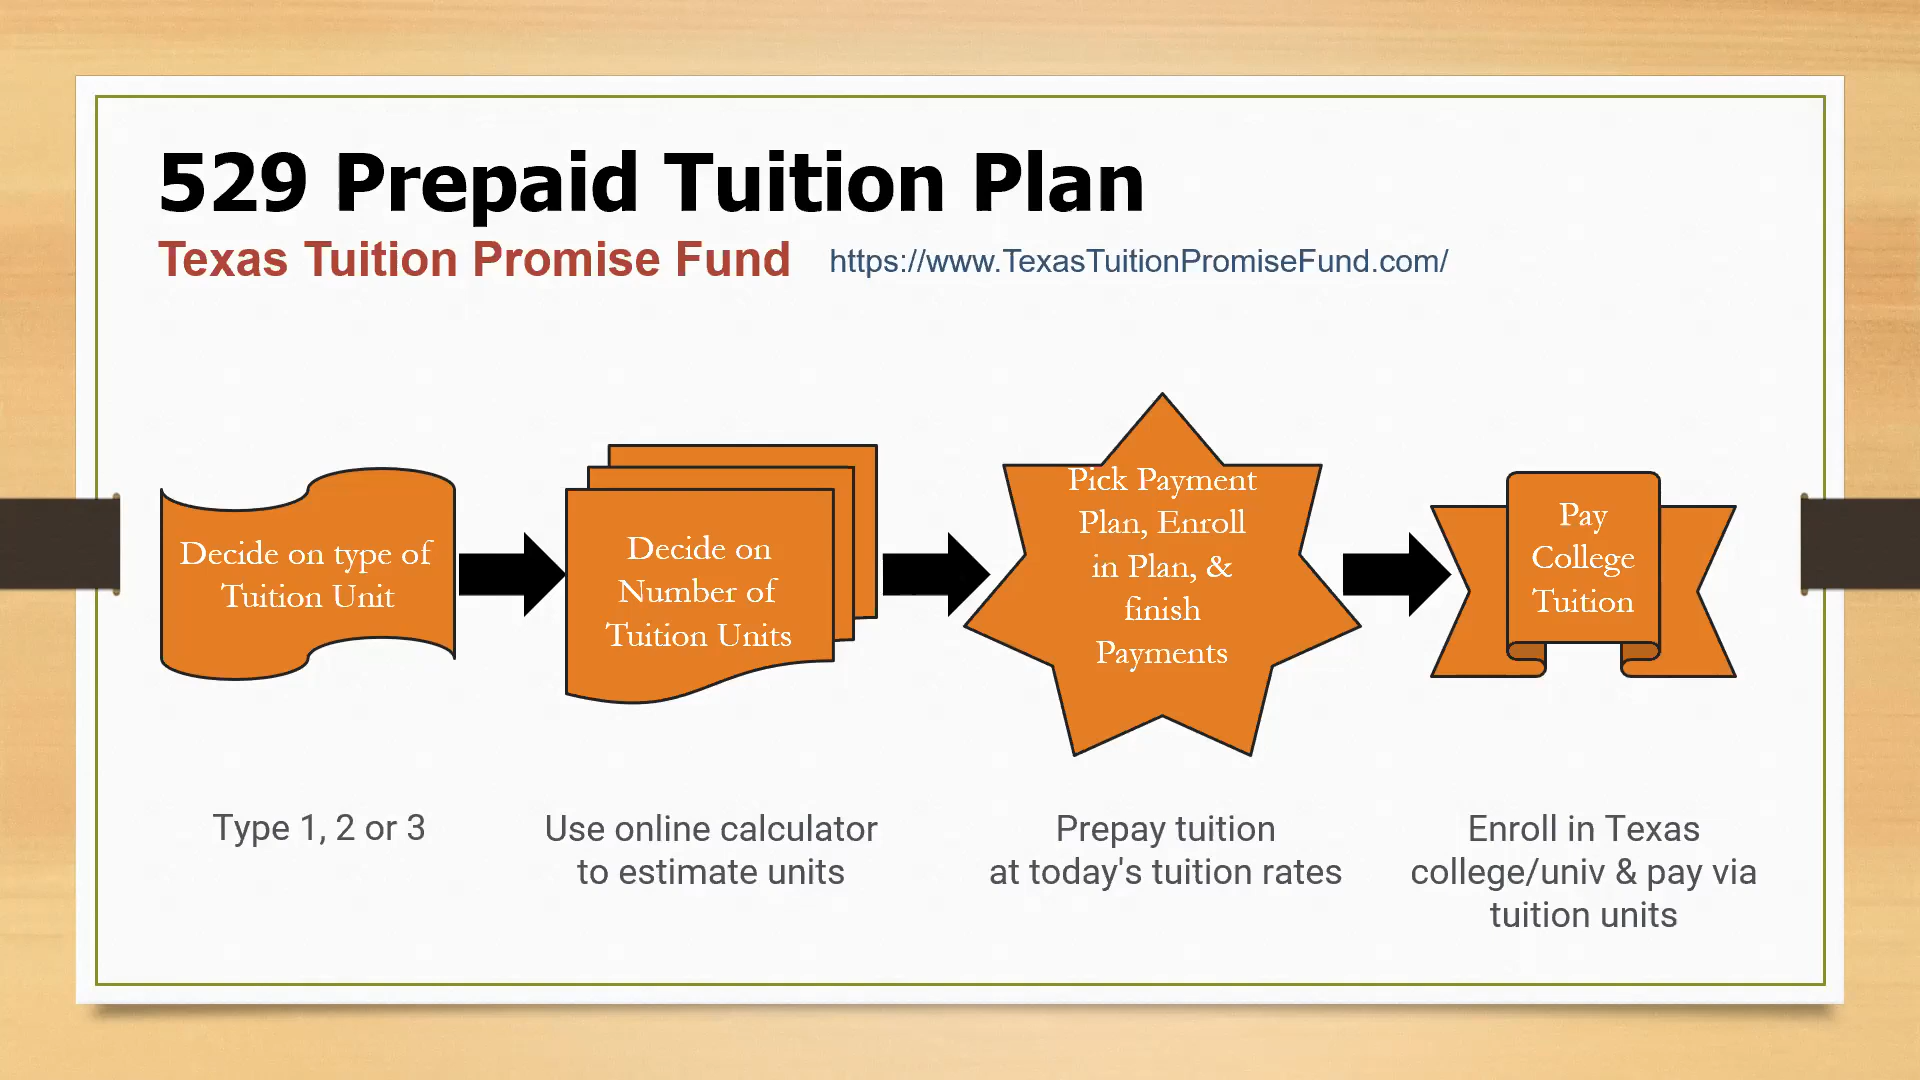 529 Prepaid Tuition Plan
Texas Tuition Promise Fund https://www.TexasTuitionPromiseFund.com/
Decide on type of
Tuition Unit
Decide on
Number of
Tuition Units
Pick Payment
Plan, Enroll
in Plan, &
finish
Payments
Pay
College
Tuition
Type 1, 2 or 3
Use online calculator
to estimate units
Prepay tuition
at today's tuition rates
Enroll in Texas
college/univ & pay via
tuition units